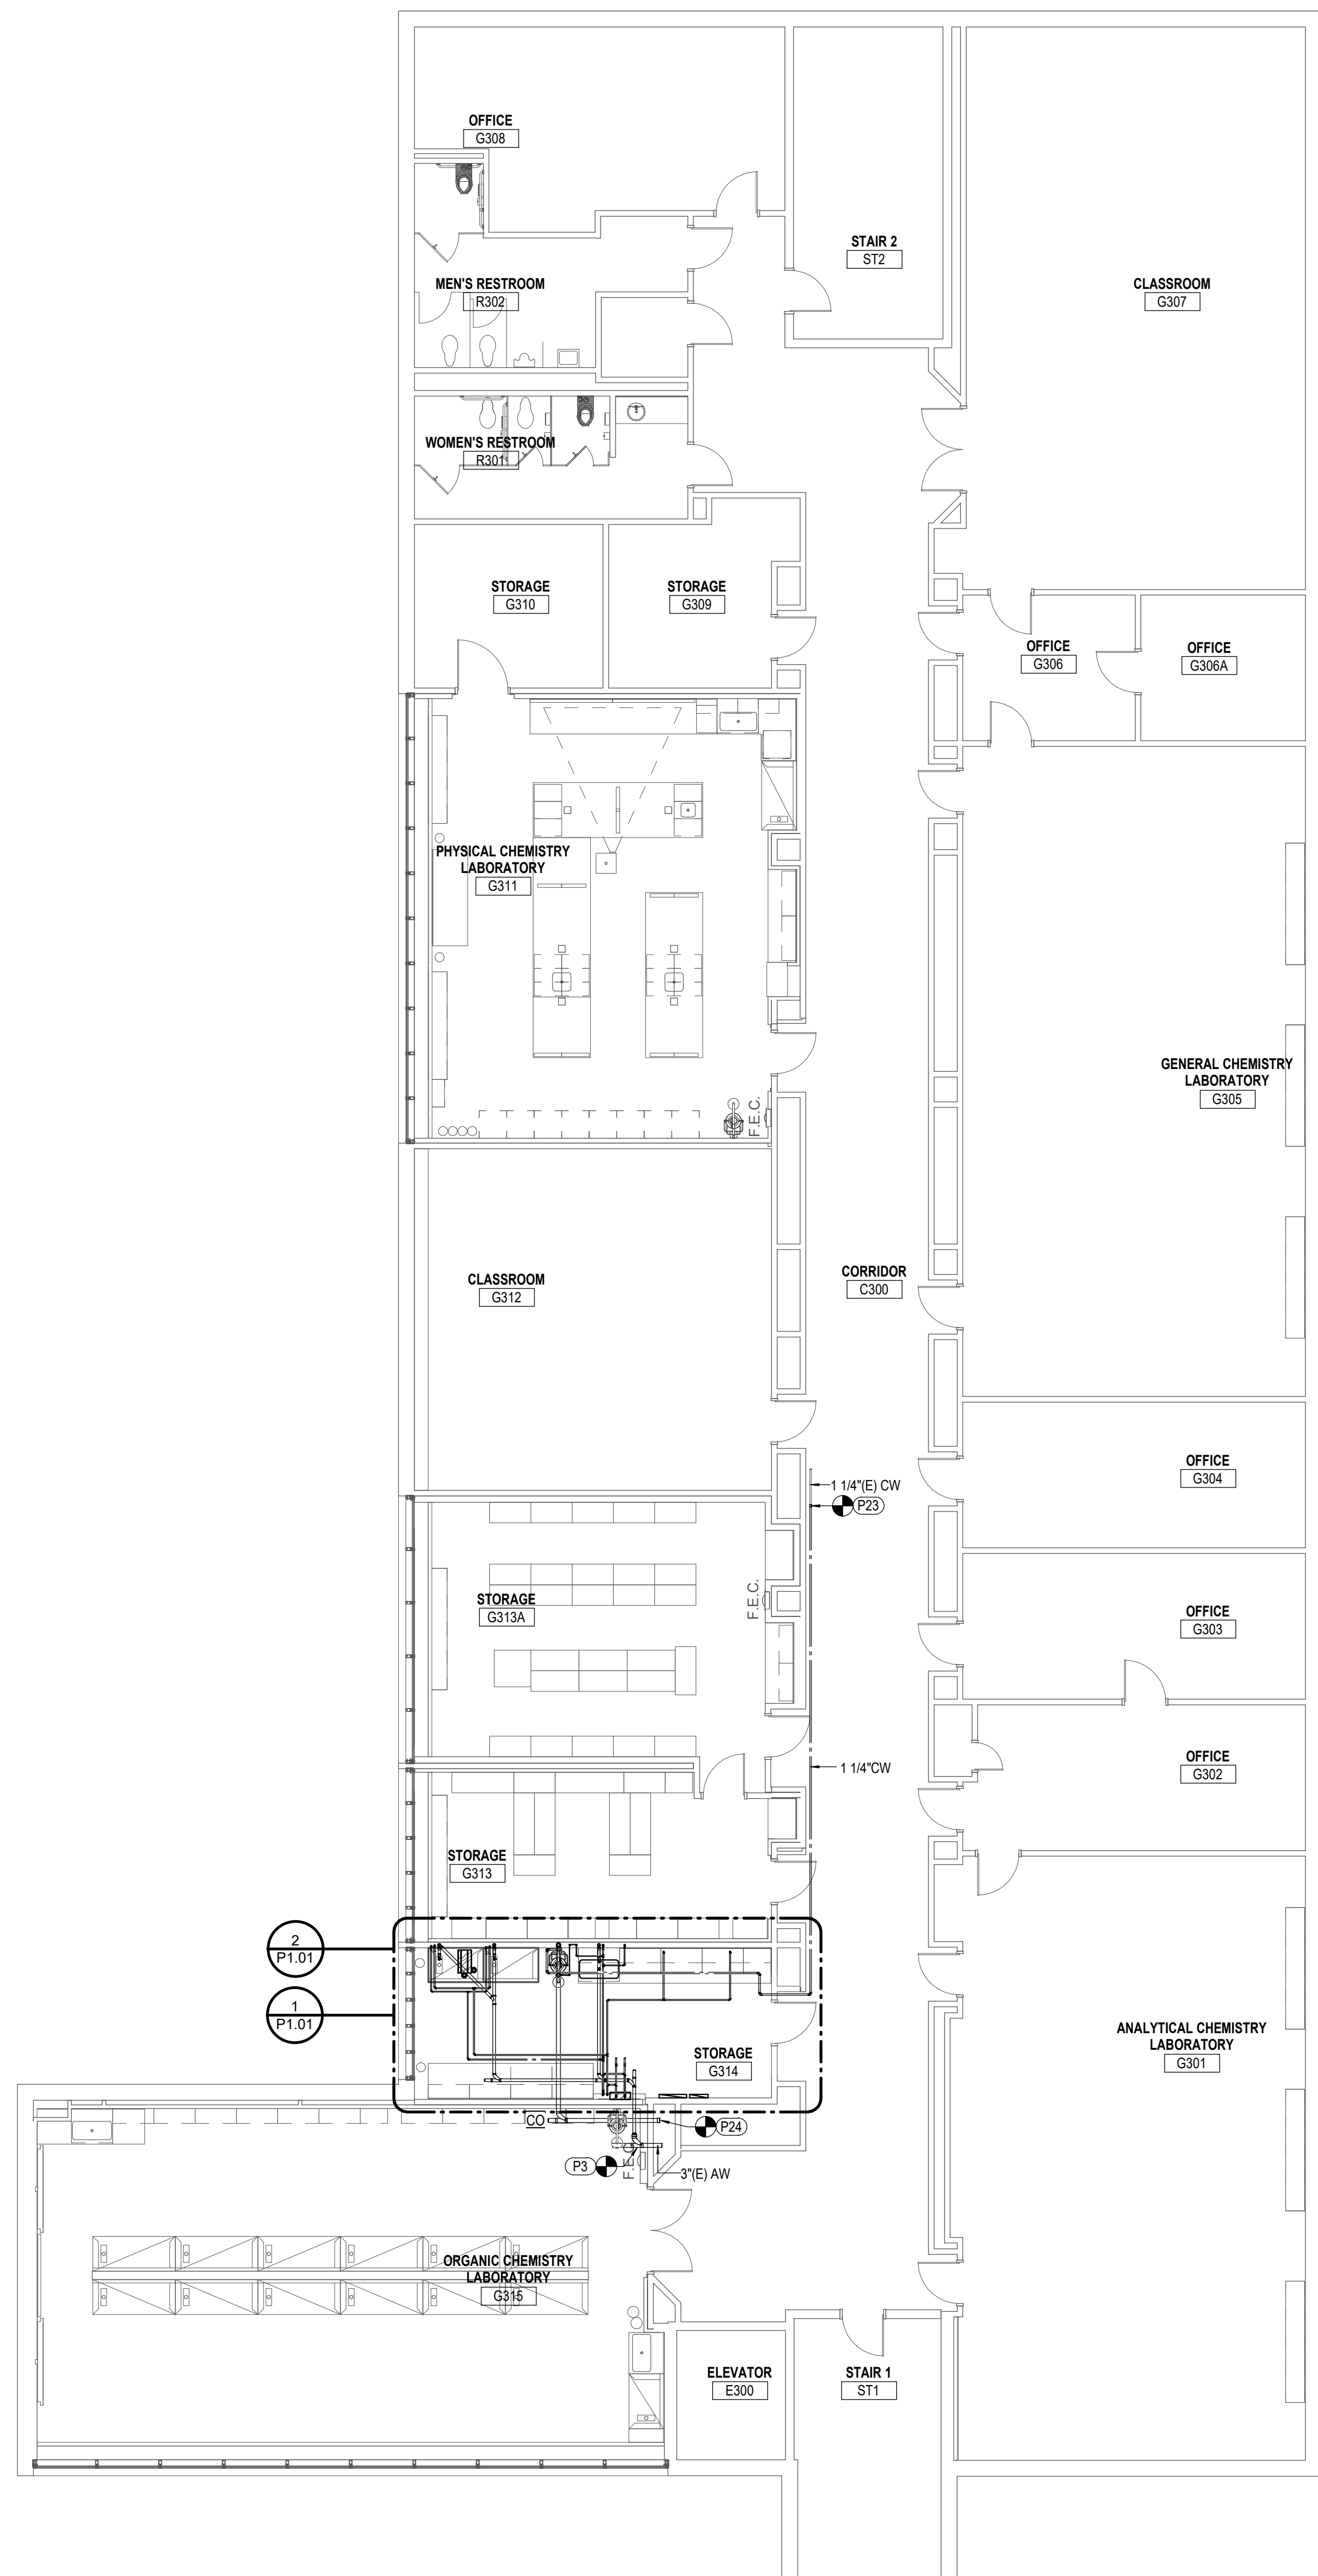 OFFICE
G308
STAIR 2
ST2
MEN'S RESTROOM
R302
CLASSROOM
G307
WOMEN'S RESTROOM
R301
STORAGE
G310
STORAGE
G309
OFFICE
G306
OFFICE
G306A
PHYSICAL CHEMISTRY
LABORATORY
G311
GENERAL CHEMISTRY
LABORATORY
G305
F.E.C.
CLASSROOM
G312
CORRIDOR
C300
OFFICE
G304
1 1/4"(E) CW
P23
STORAGE
G313A
F.E.C.
OFFICE
G303
OFFICE
G302
1 1/4"CW
STORAGE
G313
2
P1.01
1
P1.01
ANALYTICAL CHEMISTRY
LABORATORY
G301
STORAGE
G314
CO
P24
P3
F.E.C.
3"(E) AW
ORGANIC CHEMISTRY
LABORATORY
G315
ELEVATOR
E300
STAIR 1
ST1